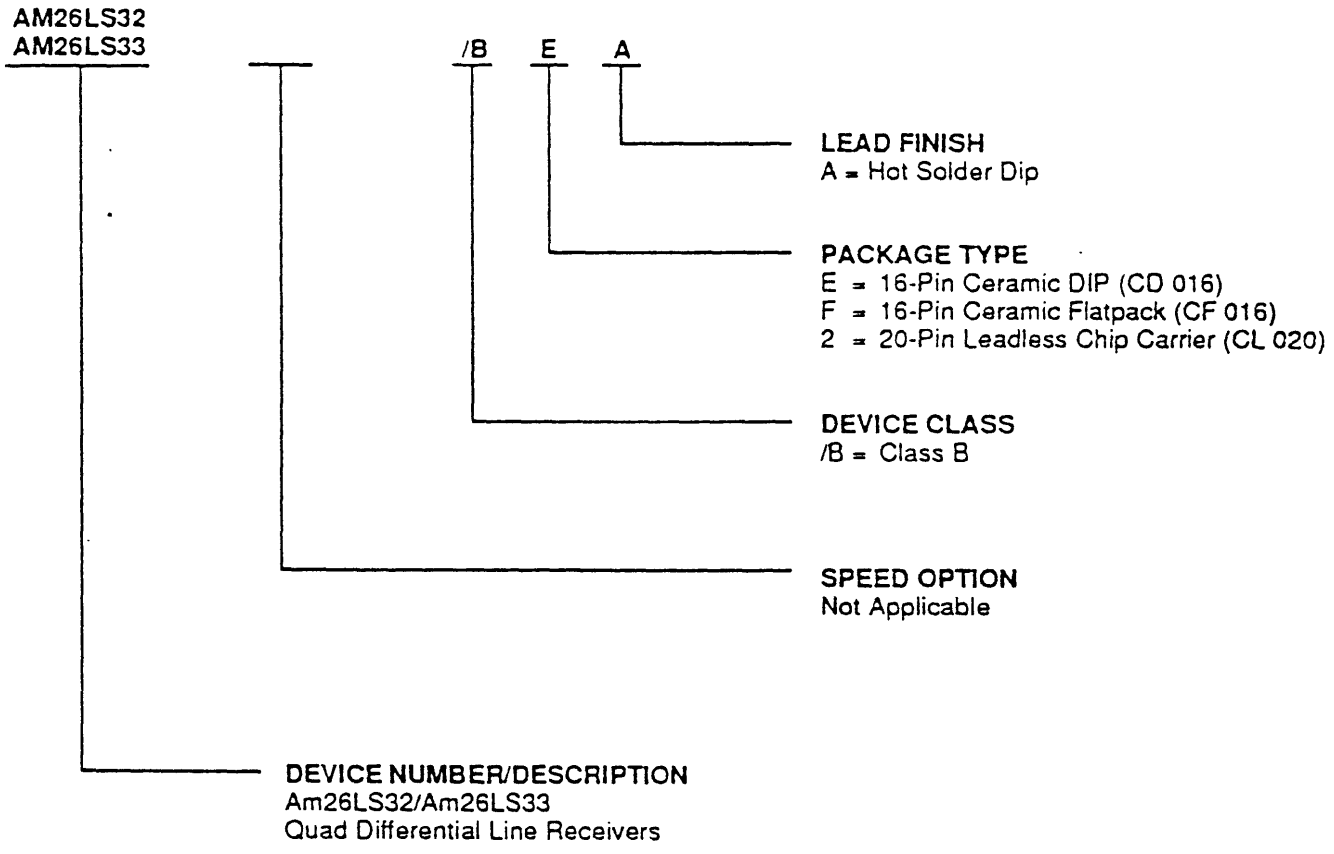 AM26LS32
AM26LS33 /B E A
LEAD FINISH
A = Hot Solder Dip
PACKAGE TYPE
E = 16-Pin Ceramic DIP (CD 016)
F = 16-Pin Ceramic Flatpack (CF 016)
2 = 20-Pin Leadless Chip Carrier (CL 020)
DEVICE CLASS
/B = Class B
SPEED OPTION
Not Applicable
DEVICE NUMBER/DESCRIPTION
Am26LS32/Am26LS33
Quad Differential Line Receivers